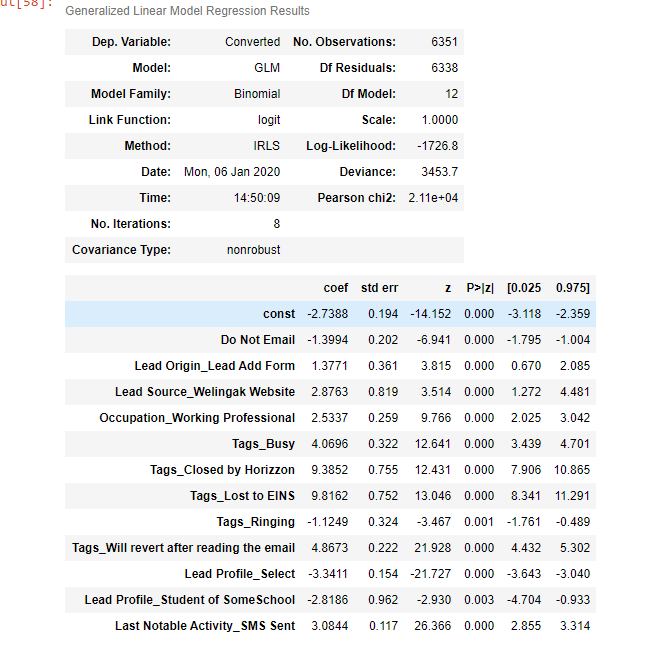 ut[58]:
Generalized Linear Model Regression Results
Dep. Variable: Converted No. Observations: 6351
Model: GLM Df Residuals: 6338
Model Family: Binomial Df Model: 12
Link Function: logit Scale: 1.0000
Method: IRLS Log-Likelihood: -1726.8
Date: Mon, 06 Jan 2020 Deviance: 3453.7
Time: 14:50:09 Pearson chi2: 2.11e+04
No. Iterations: 8
Covariance Type: nonrobust
coef std err z P>|z| [0.025 0.975]
const -2.7388 0.194 -14.152 0.000 -3.118 -2.359
Do Not Email -1.3994 0.202 -6.941 0.000 -1.795 -1.004
Lead Origin_Lead Add Form 1.3771 0.361 3.815 0.000 0.670 2.085
Lead Source_Welingak Website 2.8763 0.819 3.514 0.000 1.272 4.481
Occupation_Working Professional 2.5337 0.259 9.766 0.000 2.025 3.042
Tags_Busy 4.0696 0.322 12.641 0.000 3.439 4.701
Tags_Closed by Horizzon 9.3852 0.755 12.431 0.000 7.906 10.865
Tags_Lost to EINS 9.8162 0.752 13.046 0.000 8.341 11.291
Tags_Ringing -1.1249 0.324 -3.467 0.001 -1.761 -0.489
Tags_Will revert after reading the email 4.8673 0.222 21.928 0.000 4.432 5.302
Lead Profile_Select -3.3411 0.154 -21.727 0.000 -3.643 -3.040
Lead Profile_Student of SomeSchool -2.8186 0.962 -2.930 0.003 -4.704 -0.933
Last Notable Activity_SMS Sent 3.0844 0.117 26.366 0.000 2.855 3.314